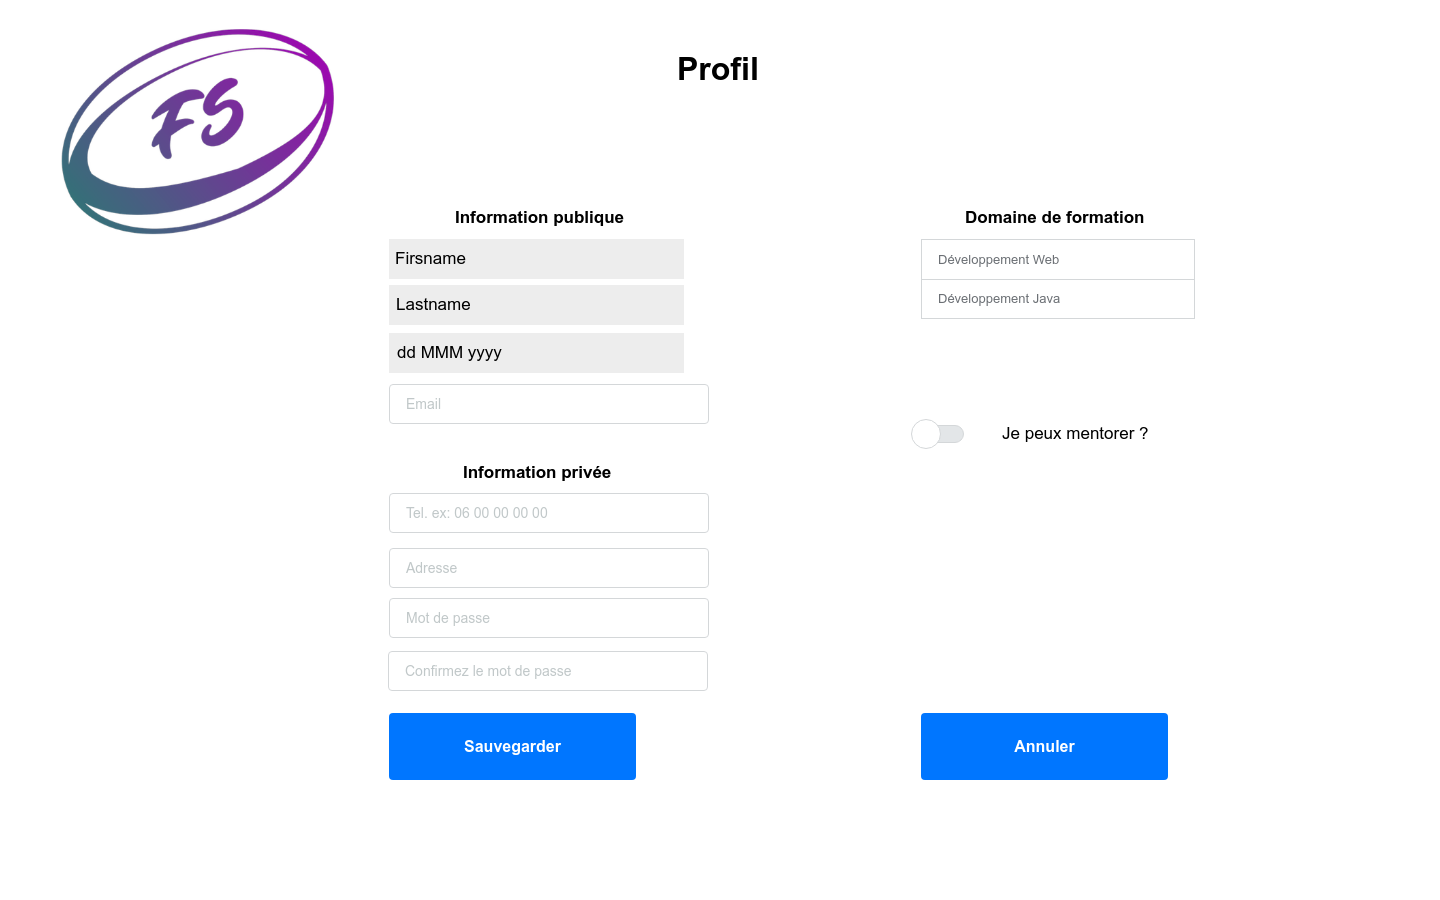 FS
Profil
Information publique
Firsname
Lastname
dd MMM yyyy
Email
Information privée
Tel. ex: 06 00 00 00 00
Adresse
Mot de passe
Confirmez le mot de passe
Sauvegarder
Domaine de formation
Développement Web
Développement Java
Je peux mentorer ?
Annuler